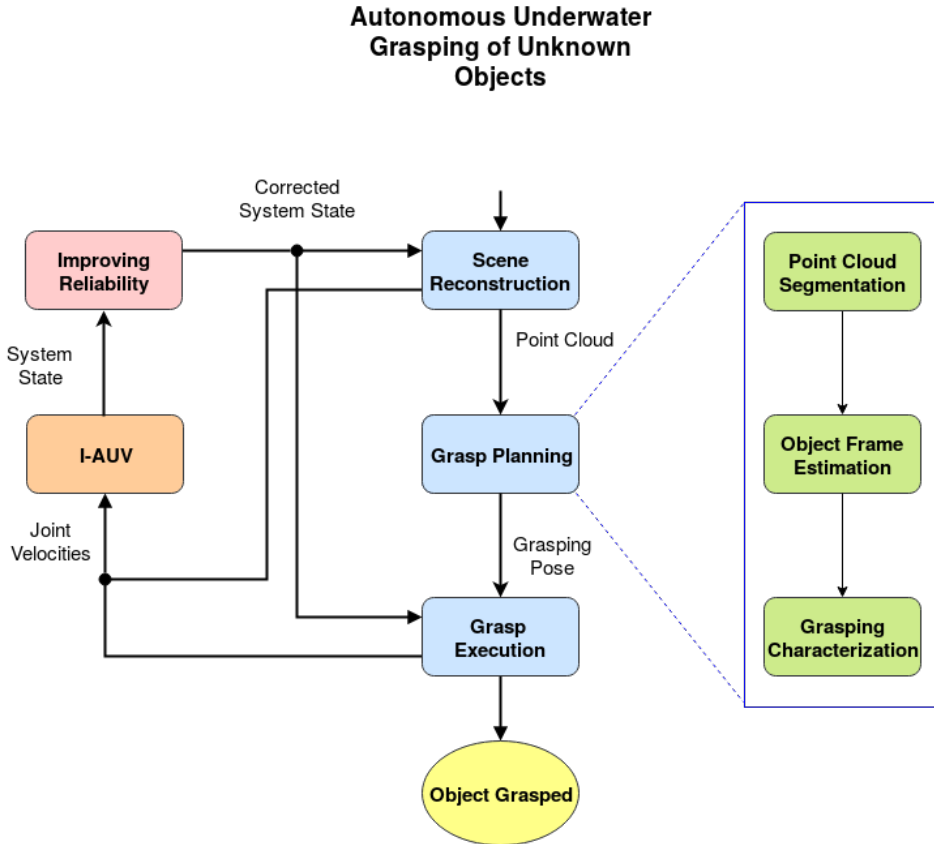 Autonomous Underwater
Grasping of Unknown
Objects
Corrected
System State
Improving
Reliability
Scene
Reconstruction
Point Cloud
Segmentation
System
State
Point Cloud
I-AUV
Grasp Planning
Object Frame
Estimation
Joint
Velocities
Grasping
Pose
Grasp
Execution
Grasping
Characterization
Object Grasped